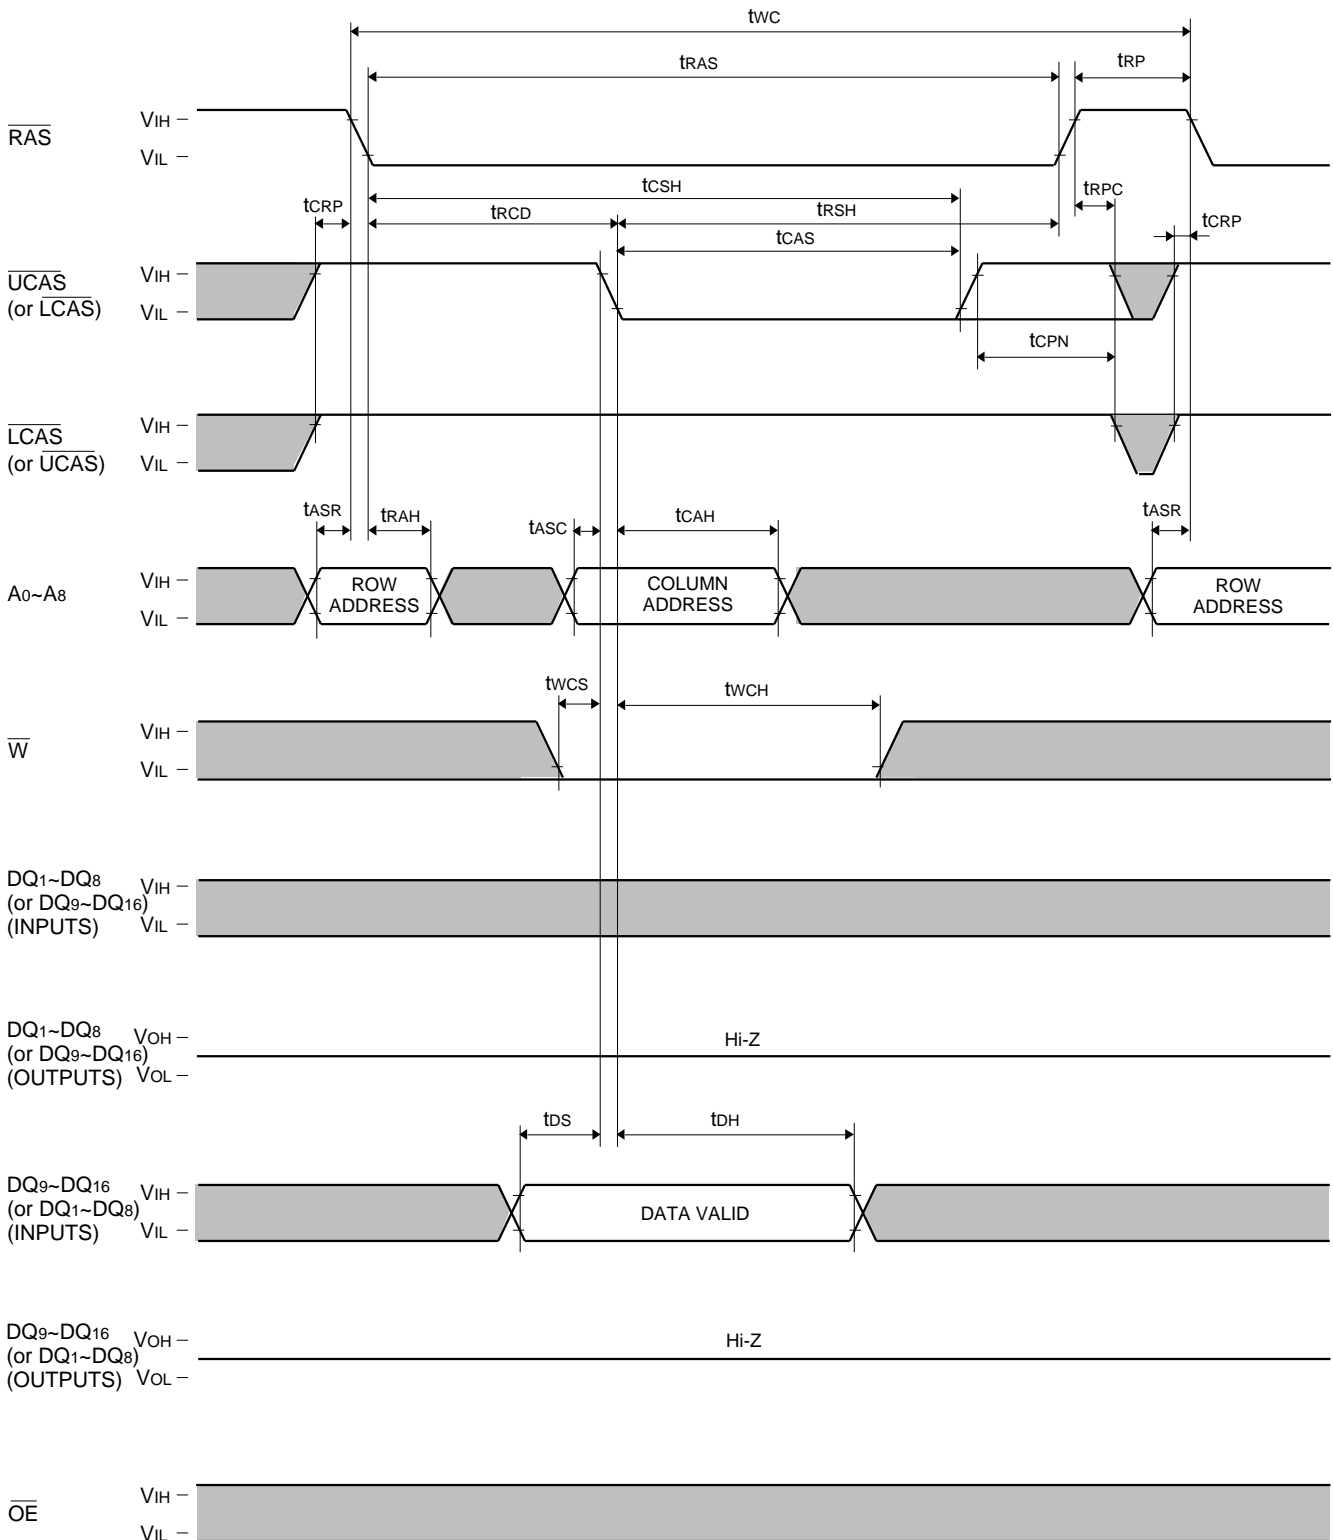 tWC
tRAS
tRP
RAS
VIH
VIL
tCSH
tRPC
tCRP
tRCD
tRSH
tCRP
tCAS
UCAS
(or LCAS)
VIH
VIL
tCPN
LCAS
(or UCAS)
VIH
VIL
tASR
tRAH
tASC
tCAH
tASR
A0~A8
VIH
VIL
ROW
ADDRESS
COLUMN
ADDRESS
ROW
ADDRESS
tWCS
tWCH
W
VIH
VIL
DQ1~DQ8
(or DQ9~DQ16)
(INPUTS)
VIH
VIL
DQ1~DQ8
(or DQ9~DQ16)
(OUTPUTS)
VOH
VOL
Hi-Z
tDS
tDH
DQ9~DQ16
(or DQ1~DQ8)
(INPUTS)
VIH
VIL
DATA VALID
DQ9~DQ16
(or DQ1~DQ8)
(OUTPUTS)
VOH
VOL
Hi-Z
OE
VIH
VIL